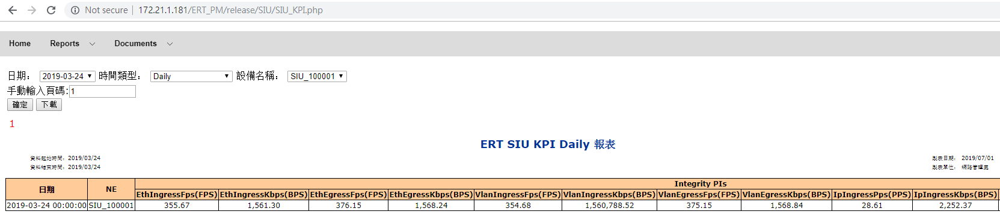 Not secure | 172.21.1.181/ERT_PM/release/SIU/SIU_KPI.php
Home Reports Documents
日期： 2019-03-24 時間類型： Daily 設備名稱： SIU_100001
手動輸入頁碼:1
確定 下載
1
ERT SIU KPI Daily 報表
資料起始時間：2019/03/24 製表日期： 2019/07/01
資料結束時間：2019/03/24 製表單位： 網路管理處
日期 NE Integrity PIs
EthIngressFps(FPS) EthIngressKbps(BPS) EthEgressFps(FPS) EthEgressKbps(BPS) VlanIngressFps(FPS) VlanIngressKbps(BPS) VlanEgressFps(FPS) VlanEgressKbps(BPS) IpIngressPps(PPS) IpIngressKbps(BPS)
2019-03-24 00:00:00 SIU_100001 355.67 1,561.30 376.15 1,568.24 354.68 1,560,788.52 375.15 1,568.84 28.61 2,252.37